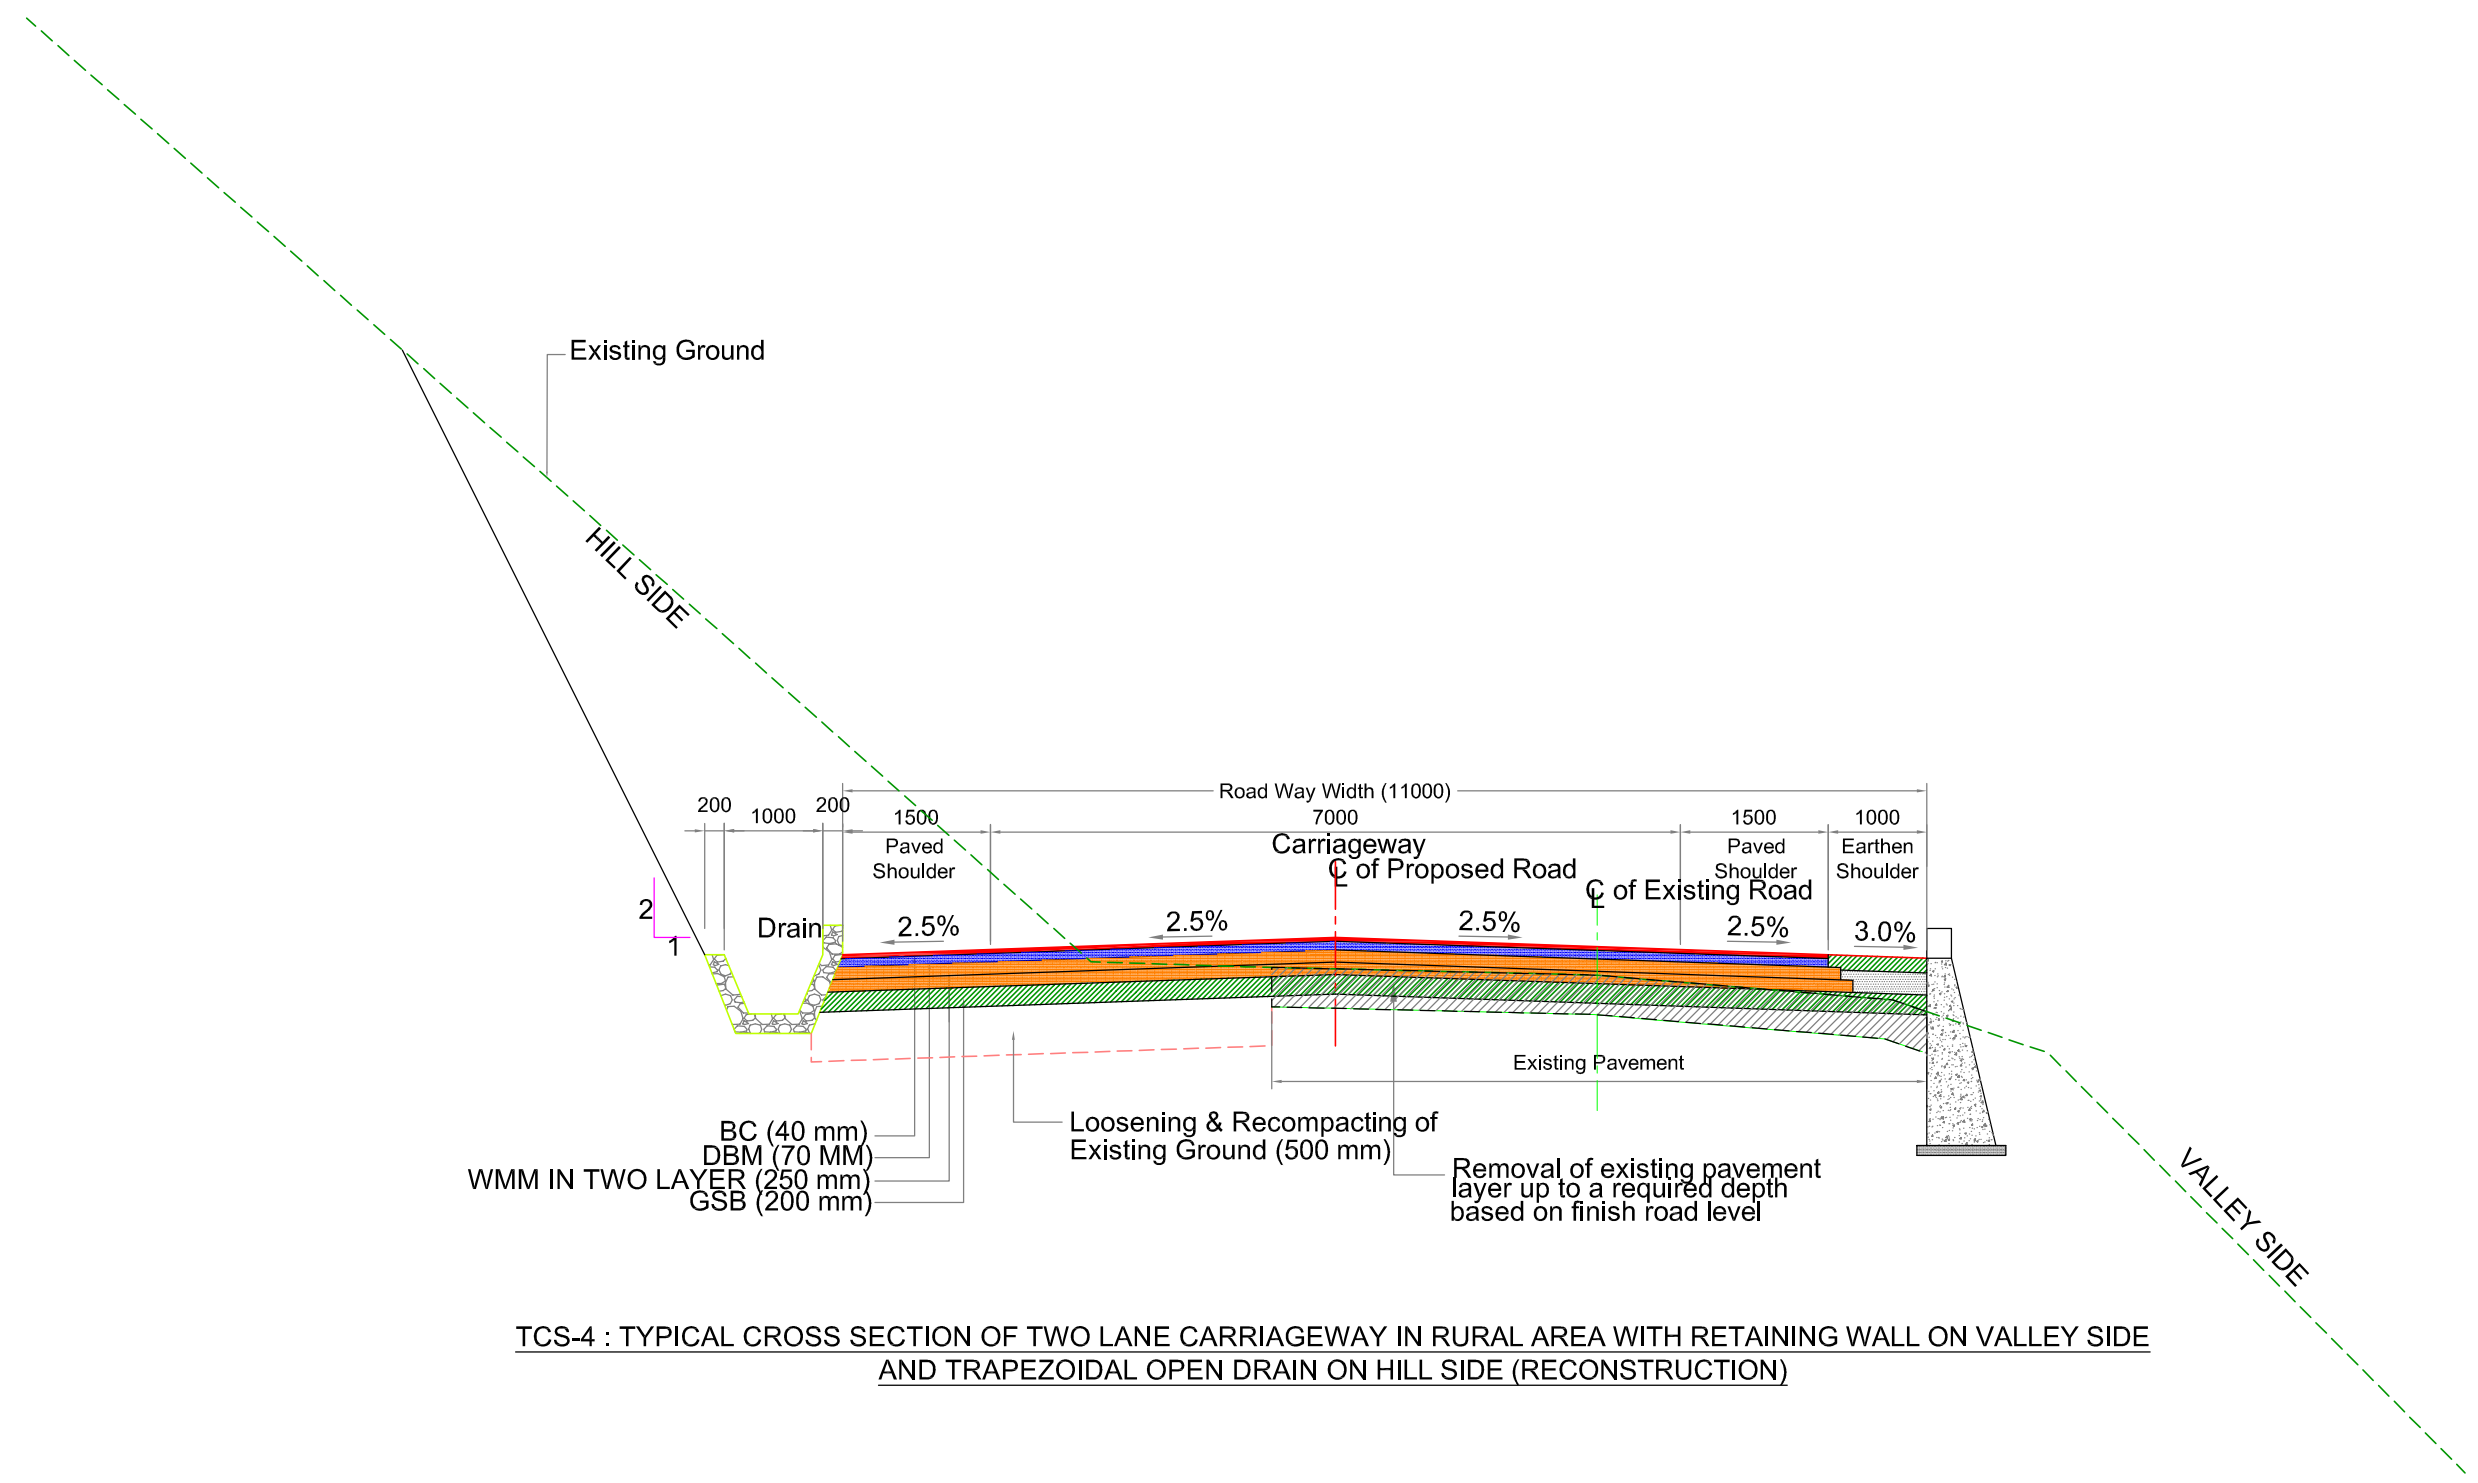 Existing Ground
HILL SIDE
Road Way Width (11000)
200
1000
200
1500
7000
1500
1000
Paved
Shoulder
Carriageway
Paved
Shoulder
Earthen
Shoulder
℄ of Proposed Road
℄ of Existing Road
2
1
Drain
2.5%
2.5%
2.5%
2.5%
3.0%
Existing Pavement
BC (40 mm)
DBM (70 MM)
WMM IN TWO LAYER (250 mm)
GSB (200 mm)
Loosening & Recompacting of
Existing Ground (500 mm)
Removal of existing pavement
layer up to a required depth
based on finish road level
VALLEY SIDE
TCS-4 : TYPICAL CROSS SECTION OF TWO LANE CARRIAGEWAY IN RURAL AREA WITH RETAINING WALL ON VALLEY SIDE
AND TRAPEZOIDAL OPEN DRAIN ON HILL SIDE (RECONSTRUCTION)